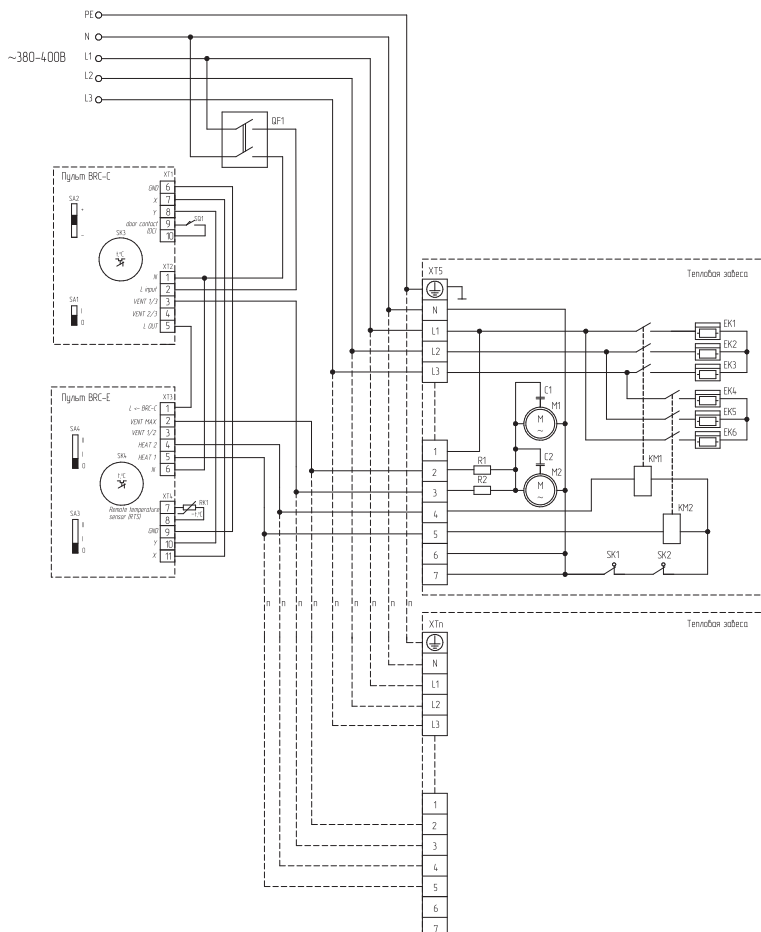 PE
N
~380-400В
L1
L2
L3
QF1
Пульт BRC-C
XT1
SA2
+
-
GND 6
X 7
Y 8
door contact (DC) 9
10
SQ1
SK3
t°C
XT2
N 1
L input 2
VENT 1/3 3
VENT 2/3 4
L OUT 5
SA1
I
0
Пульт BRC-E
XT3
L <- BRC-C 1
VENT MAX 2
VENT 1/2 3
HEAT 2 4
HEAT 1 5
N 6
SA4
II
I
0
SK4
t°C
XT4
Remote temperature
sensor (RTS)
7
8
RK1
GND 9
Y 10
X 11
SA3
II
I
0
XT5
Тепловая завеса
N
L1
L2
L3
1
2
3
4
5
6
7
EK1
EK2
EK3
EK4
EK5
EK6
C1
M1
M
~
C2
M2
M
~
R1
R2
KM1
KM2
SK1
SK2
n
n
n
n
n
n
n
n
n
XTn
Тепловая завеса
N
L1
L2
L3
1
2
3
4
5
6
7